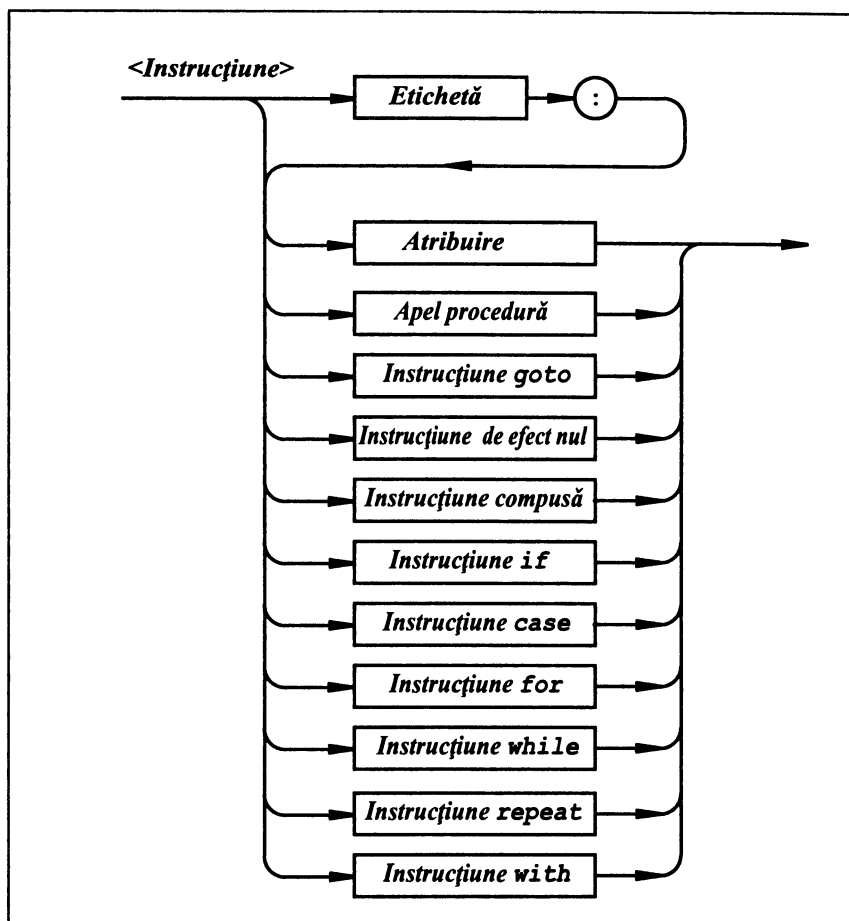 <Instrucţiune>
Etichetă
:
Atribuire
Apel procedură
Instrucţiune goto
Instrucţiune de efect nul
Instrucţiune compusă
Instrucţiune if
Instrucţiune case
Instrucţiune for
Instrucţiune while
Instrucţiune repeat
Instrucţiune with